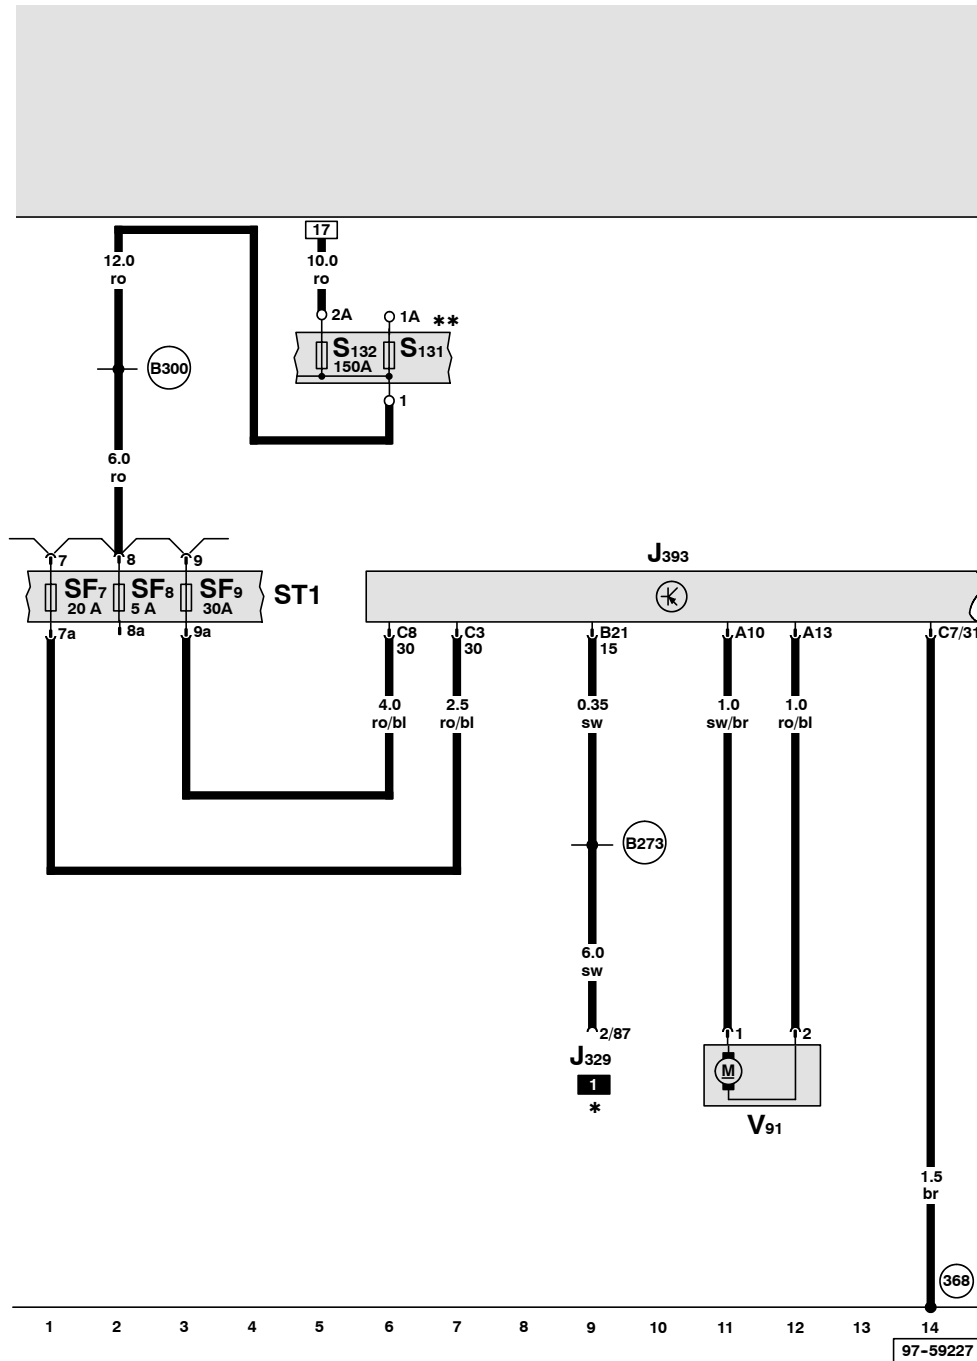 17
12.0
ro
10.0
ro
2A
1A
**
S132
150A
S131
B300
1
6.0
ro
7
8
9
SF7
20 A
SF8
5 A
SF9
30A
ST1
J393
7a
8a
9a
C8
30
C3
30
B21
15
A10
A13
C7/31
4.0
ro/bl
2.5
ro/bl
0.35
sw
1.0
sw/br
1.0
ro/bl
B273
6.0
sw
2/87
J329
1
*
1
2
M
V91
1.5
br
368
1 2 3 4 5 6 7 8 9 10 11 12 13 14
97-59227